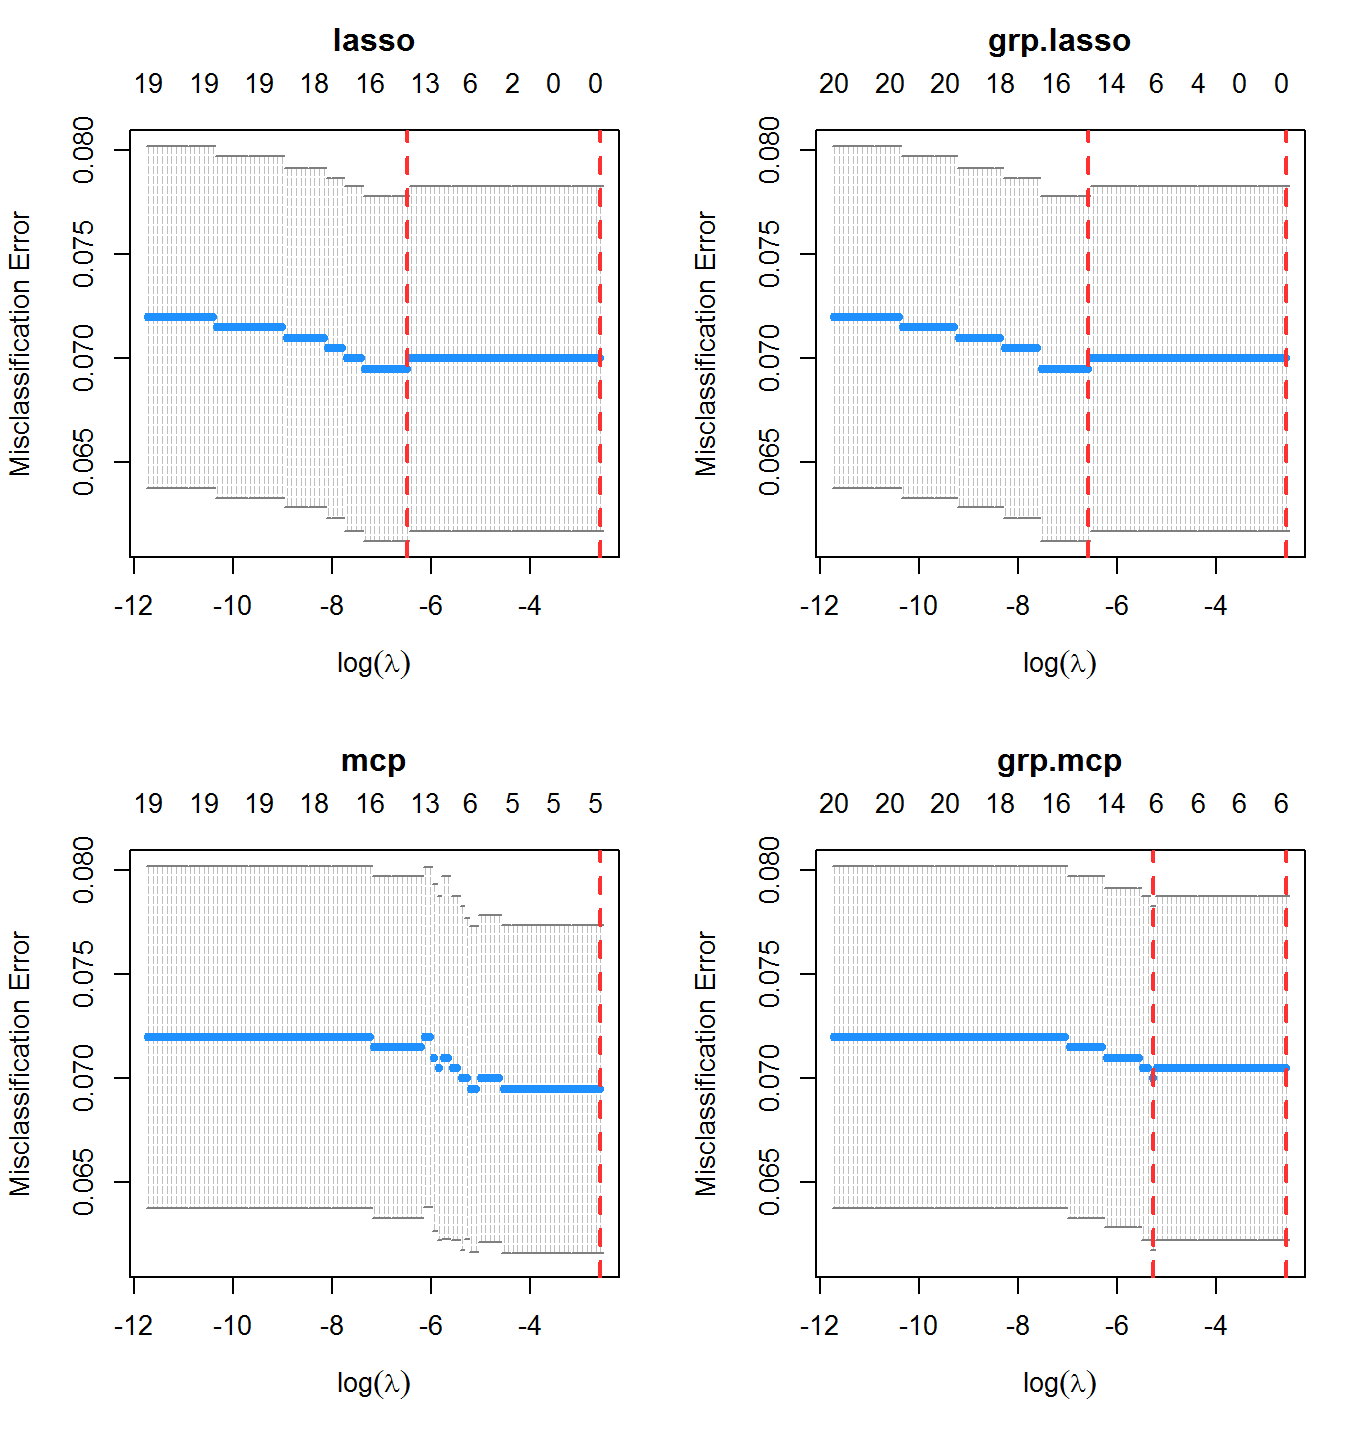 lasso
19 19 19 18 16 13 6 2 0 0
0.080
0.075
0.070
0.065
Misclassification Error
-12 -10 -8 -6 -4
log(λ)
grp.lasso
20 20 20 18 16 14 6 4 0 0
0.080
0.075
0.070
0.065
Misclassification Error
-12 -10 -8 -6 -4
log(λ)
mcp
19 19 19 18 16 13 6 5 5 5
0.080
0.075
0.070
0.065
Misclassification Error
-12 -10 -8 -6 -4
log(λ)
grp.mcp
20 20 20 18 16 14 6 6 6 6
0.080
0.075
0.070
0.065
Misclassification Error
-12 -10 -8 -6 -4
log(λ)